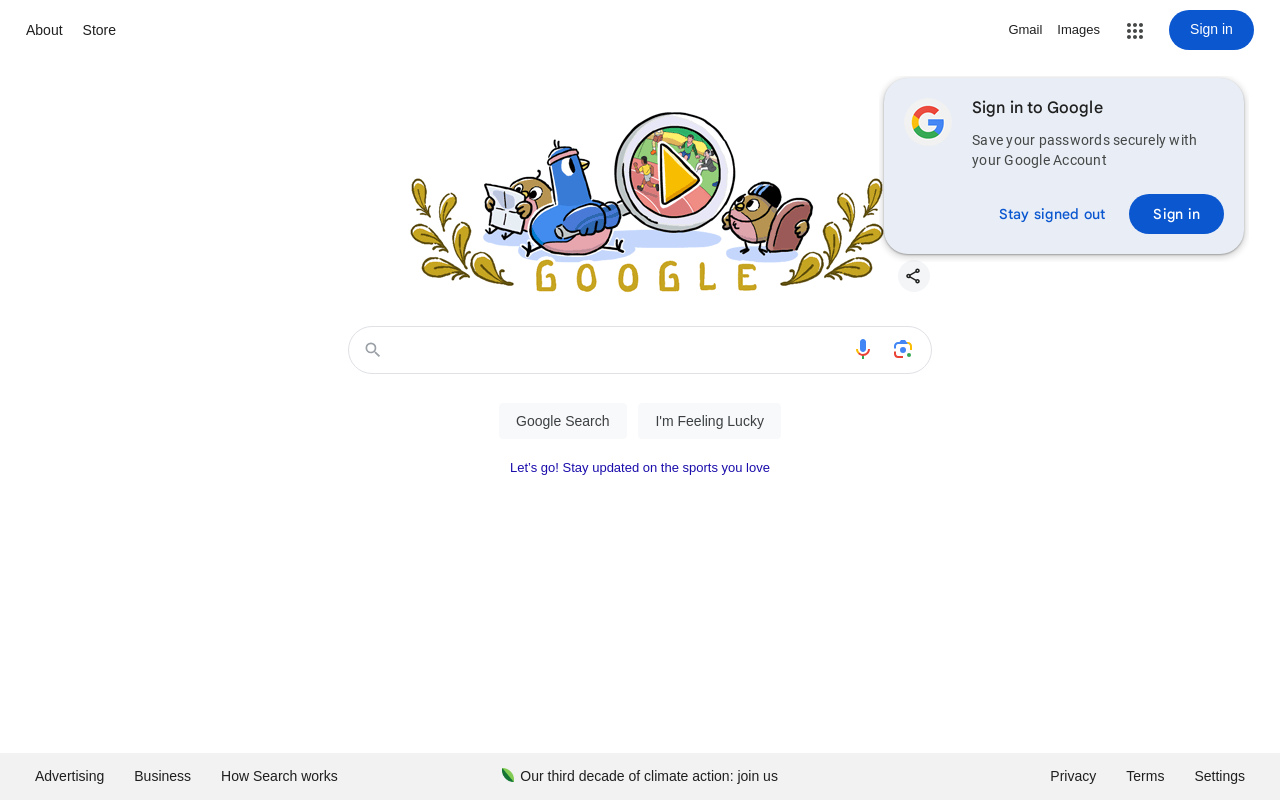 About
Store
Gmail
Images
Sign in
Sign in to Google
Save your passwords securely with
your Google Account
Stay signed out
Sign in
GOOGLE
Google Search
I'm Feeling Lucky
Let’s go! Stay updated on the sports you love
Advertising
Business
How Search works
Our third decade of climate action: join us
Privacy
Terms
Settings